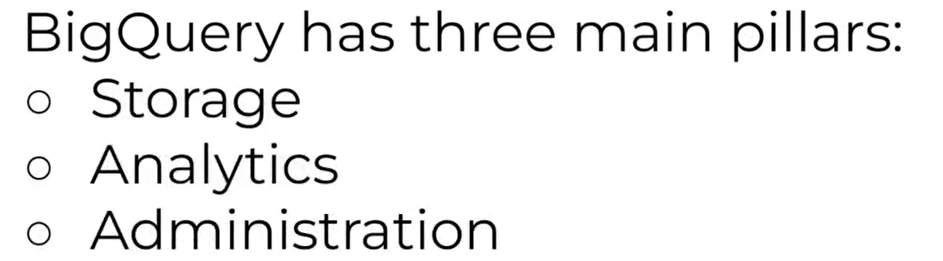 BigQuery has three main pillars:
○ Storage
○ Analytics
○ Administration